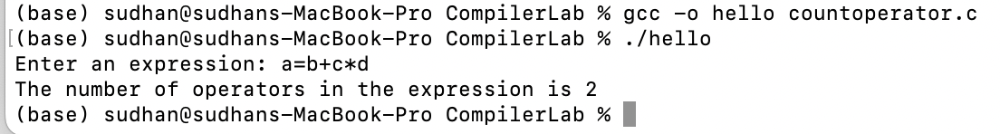 (base) sudhan@sudhans-MacBook-Pro CompilerLab % gcc -o hello countoperator.c
[(base) sudhan@sudhans-MacBook-Pro CompilerLab % ./hello
Enter an expression: a=b+c*d
The number of operators in the expression is 2
(base) sudhan@sudhans-MacBook-Pro CompilerLab %